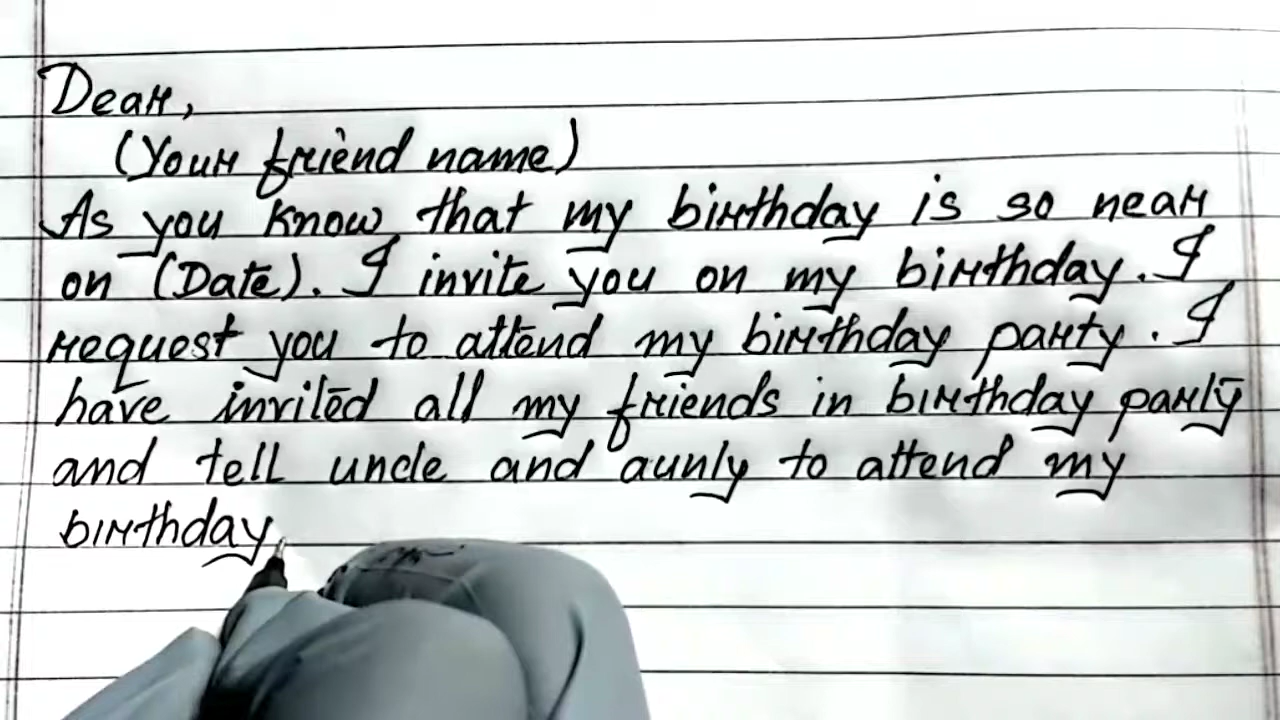 Dear,
(Your friend name)
As you know that my birthday is so near
on (Date). I invite you on my birthday. I
request you to attend my birthday party. I
have invited all my friends in birthday party
and tell uncle and aunty to attend my
birthday